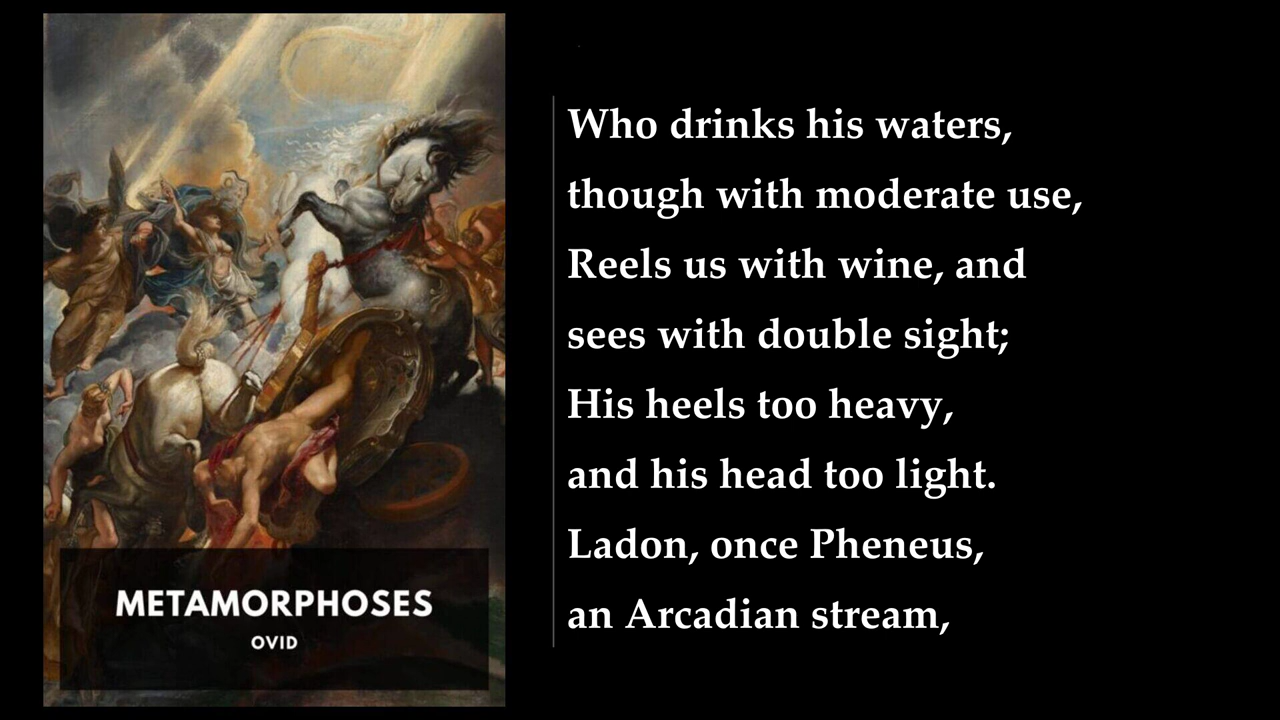 METAMORPHOSES
OVID
Who drinks his waters,
though with moderate use,
Reels us with wine, and
sees with double sight;
His heels too heavy,
and his head too light.
Ladon, once Pheneus,
an Arcadian stream,